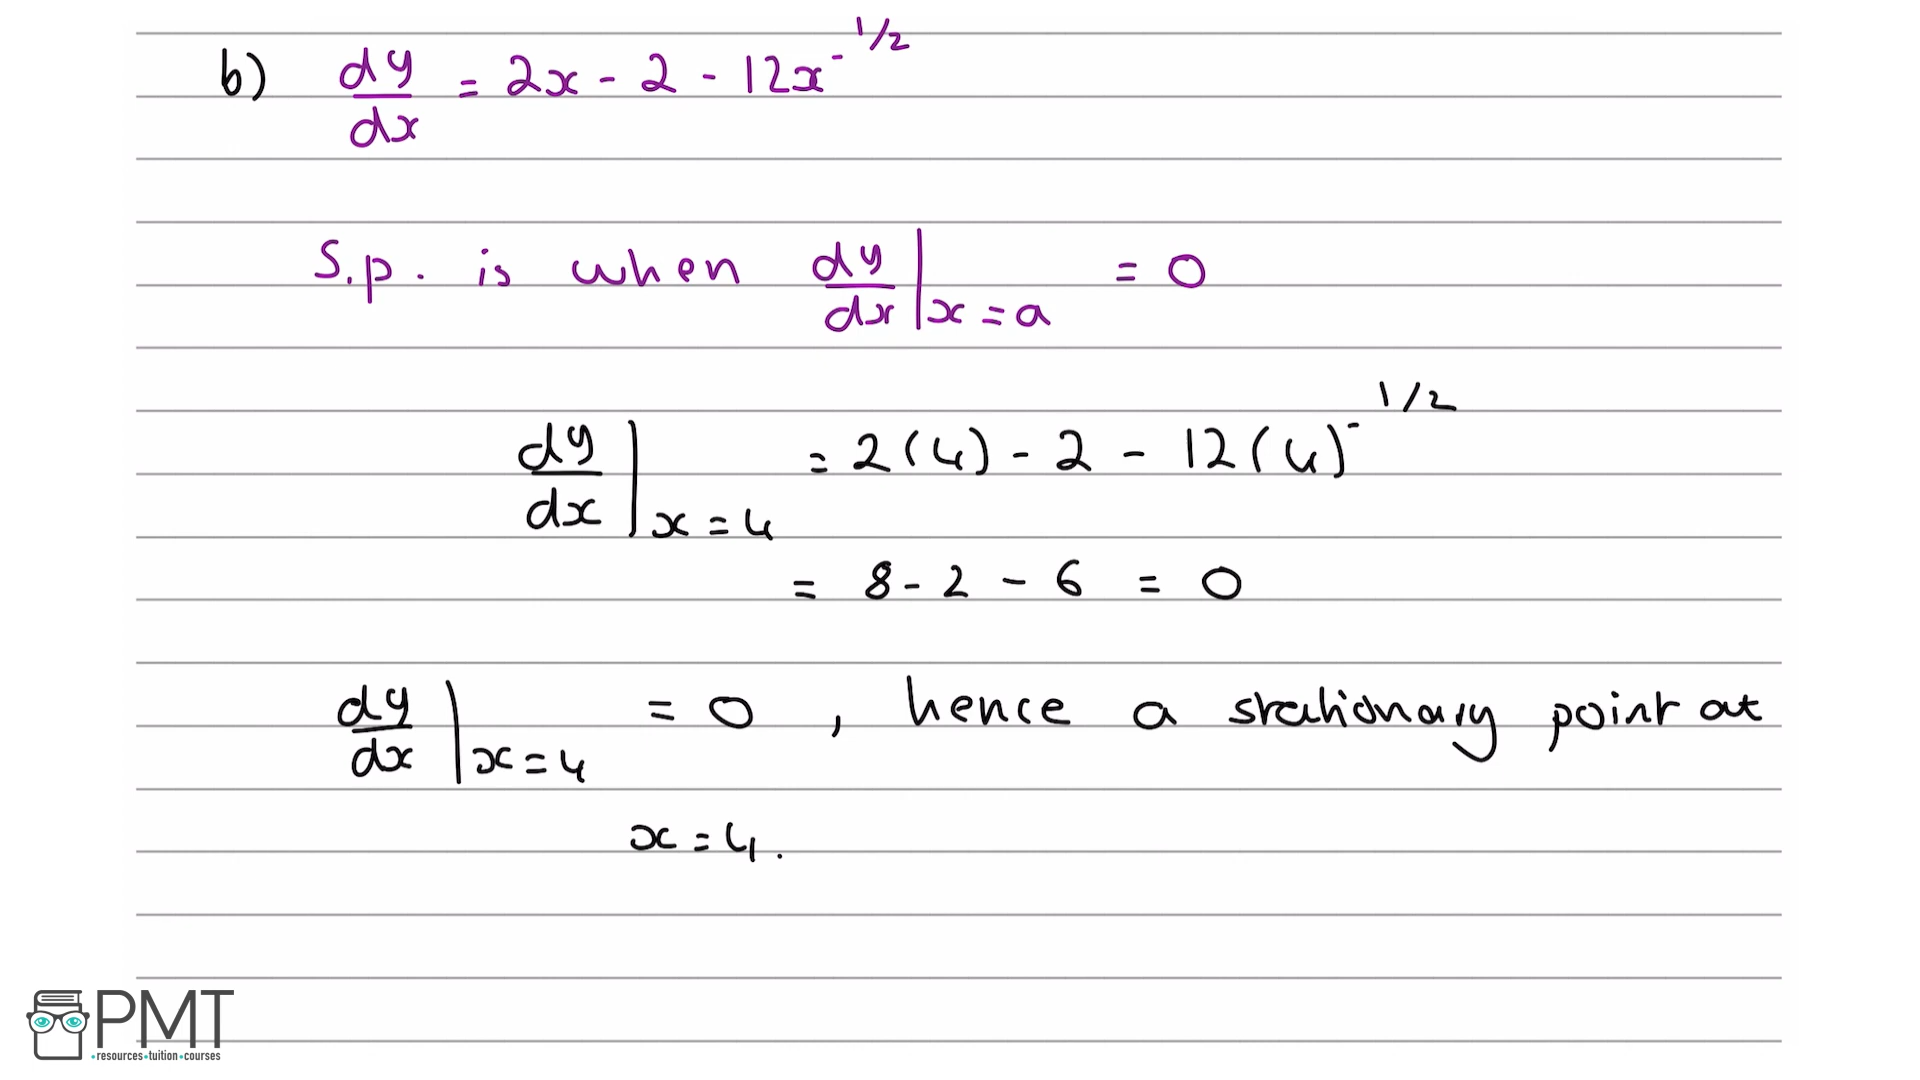 b) dy/dx = 2x - 2 - 12x^(-1/2)
S.p. is when dy/dx |x=a = 0
dy/dx |x=4 = 2(4) - 2 - 12(4)^(-1/2)
= 8 - 2 - 6 = 0
dy/dx |x=4 = 0 , hence a stationary point at
x = 4.
PMT
•resources•tuition•courses